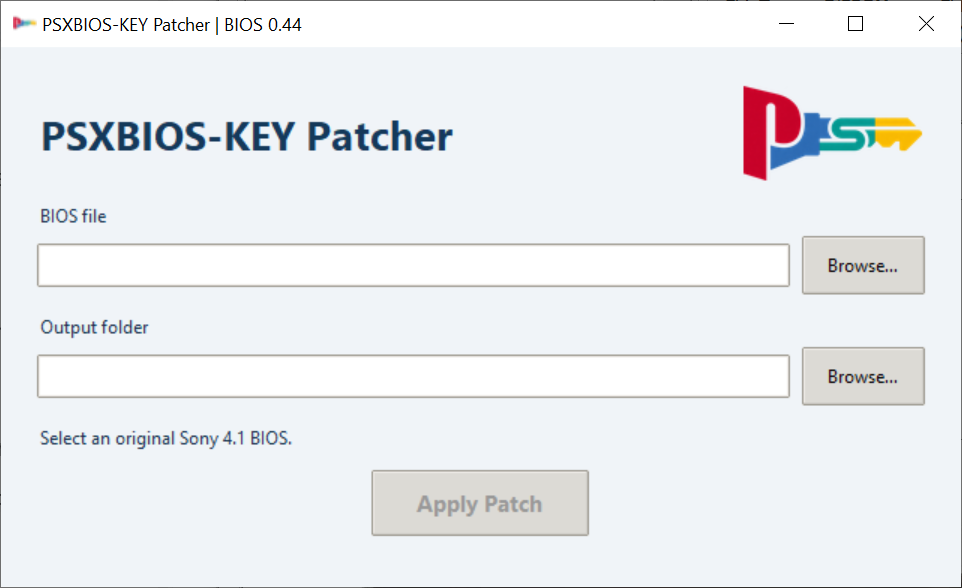 PSXBIOS-KEY Patcher | BIOS 0.44
PSXBIOS-KEY Patcher
BIOS file
Browse...
Output folder
Browse...
Select an original Sony 4.1 BIOS.
Apply Patch